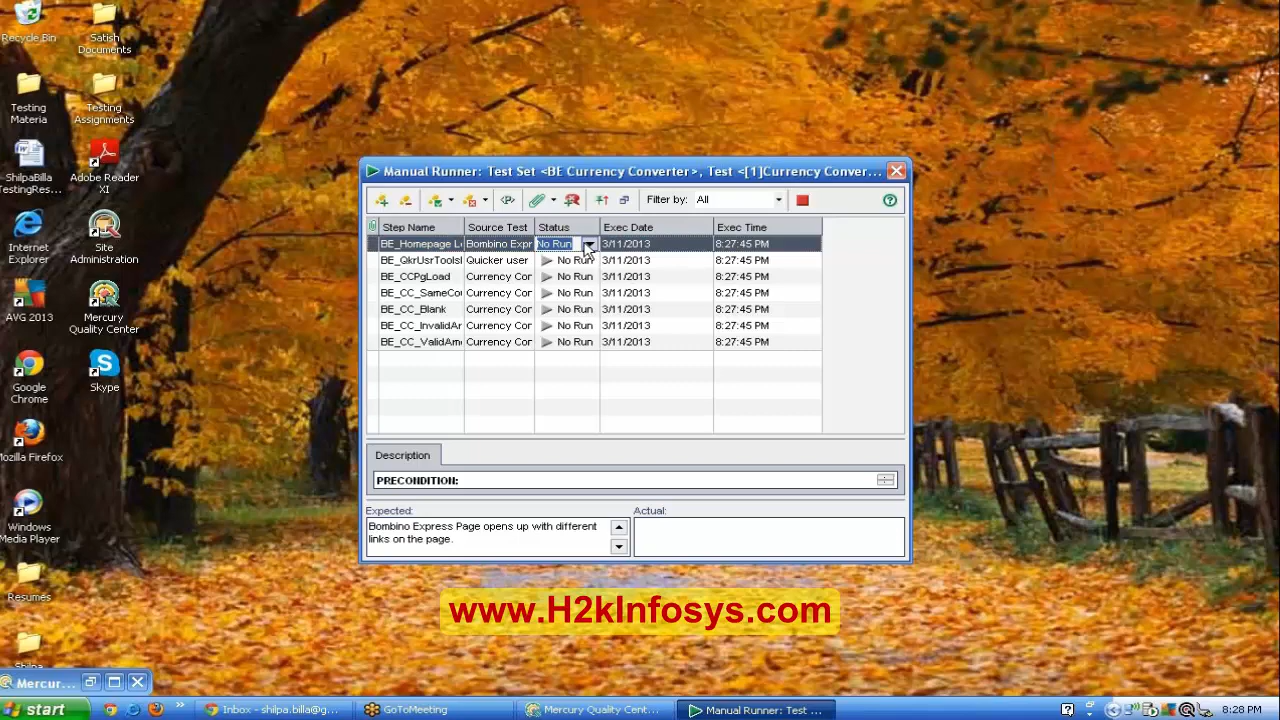 Recycle Bin
Satish
Documents
Testing
Materia
Testing
Assignments
ShilpaBilla
TestingRes...
Adobe Reader
XI
Internet
Explorer
Site
Administration
AVG 2013
Mercury
Quality Center
Google
Chrome
Skype
Mozilla Firefox
Windows
Media Player
Resumes
Shilpa
Manual Runner: Test Set <BE Currency Converter>, Test <[1]Currency Conver...
Filter by: All
Step Name Source Test Status Exec Date Exec Time
BE_Homepage L Bombino Expr No Run 3/11/2013 8:27:45 PM
BE_QkrUsrToolsl Quicker user No Run 3/11/2013 8:27:45 PM
BE_CCPgLoad Currency Cor No Run 3/11/2013 8:27:45 PM
BE_CC_SameCou Currency Cor No Run 3/11/2013 8:27:45 PM
BE_CC_Blank Currency Cor No Run 3/11/2013 8:27:45 PM
BE_CC_InvalidAr Currency Cor No Run 3/11/2013 8:27:45 PM
BE_CC_ValidAm Currency Cor No Run 3/11/2013 8:27:45 PM
Description
PRECONDITION:
Expected: Actual:
Bombino Express Page opens up with different
links on the page.
www.H2kInfosys.com
Mercur...
start
Inbox - shilpa.billa@g...
GoToMeeting
Mercury Quality Cent...
Manual Runner: Test ...
8:28 PM